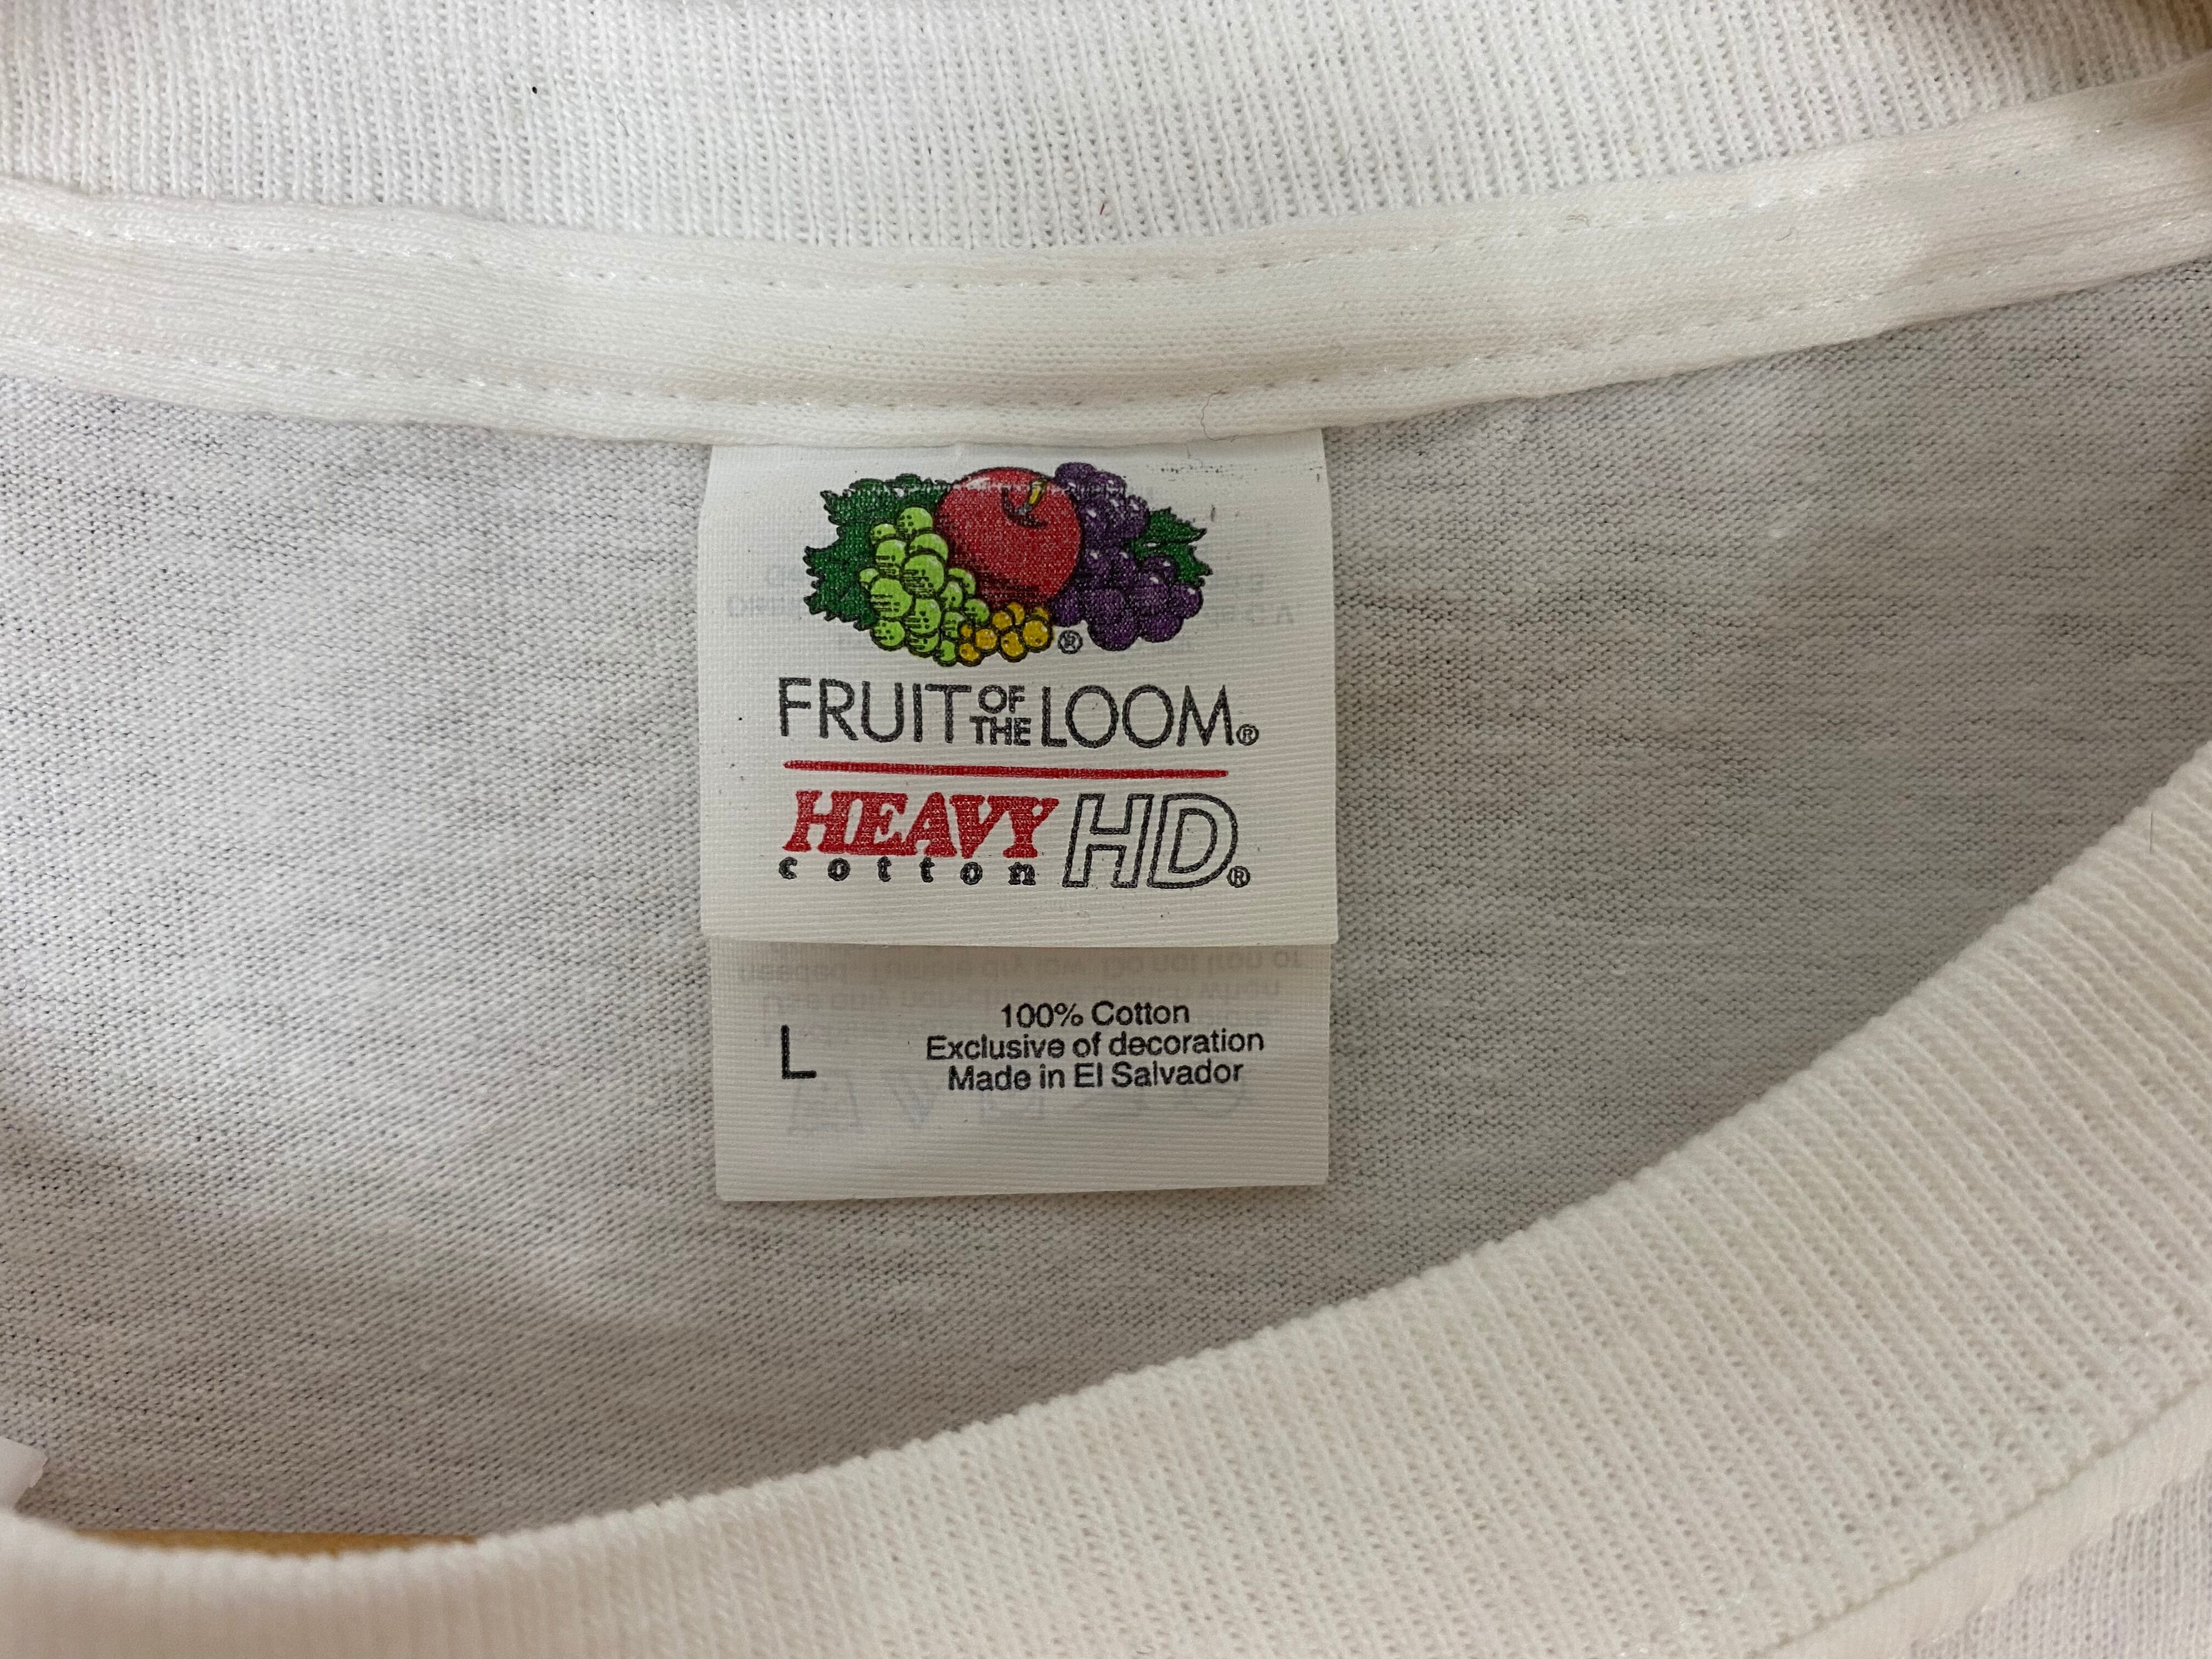 ®
FRUIT OF THE LOOM®
HEAVY HD®
cotton
L
100% Cotton
Exclusive of decoration
Made in El Salvador